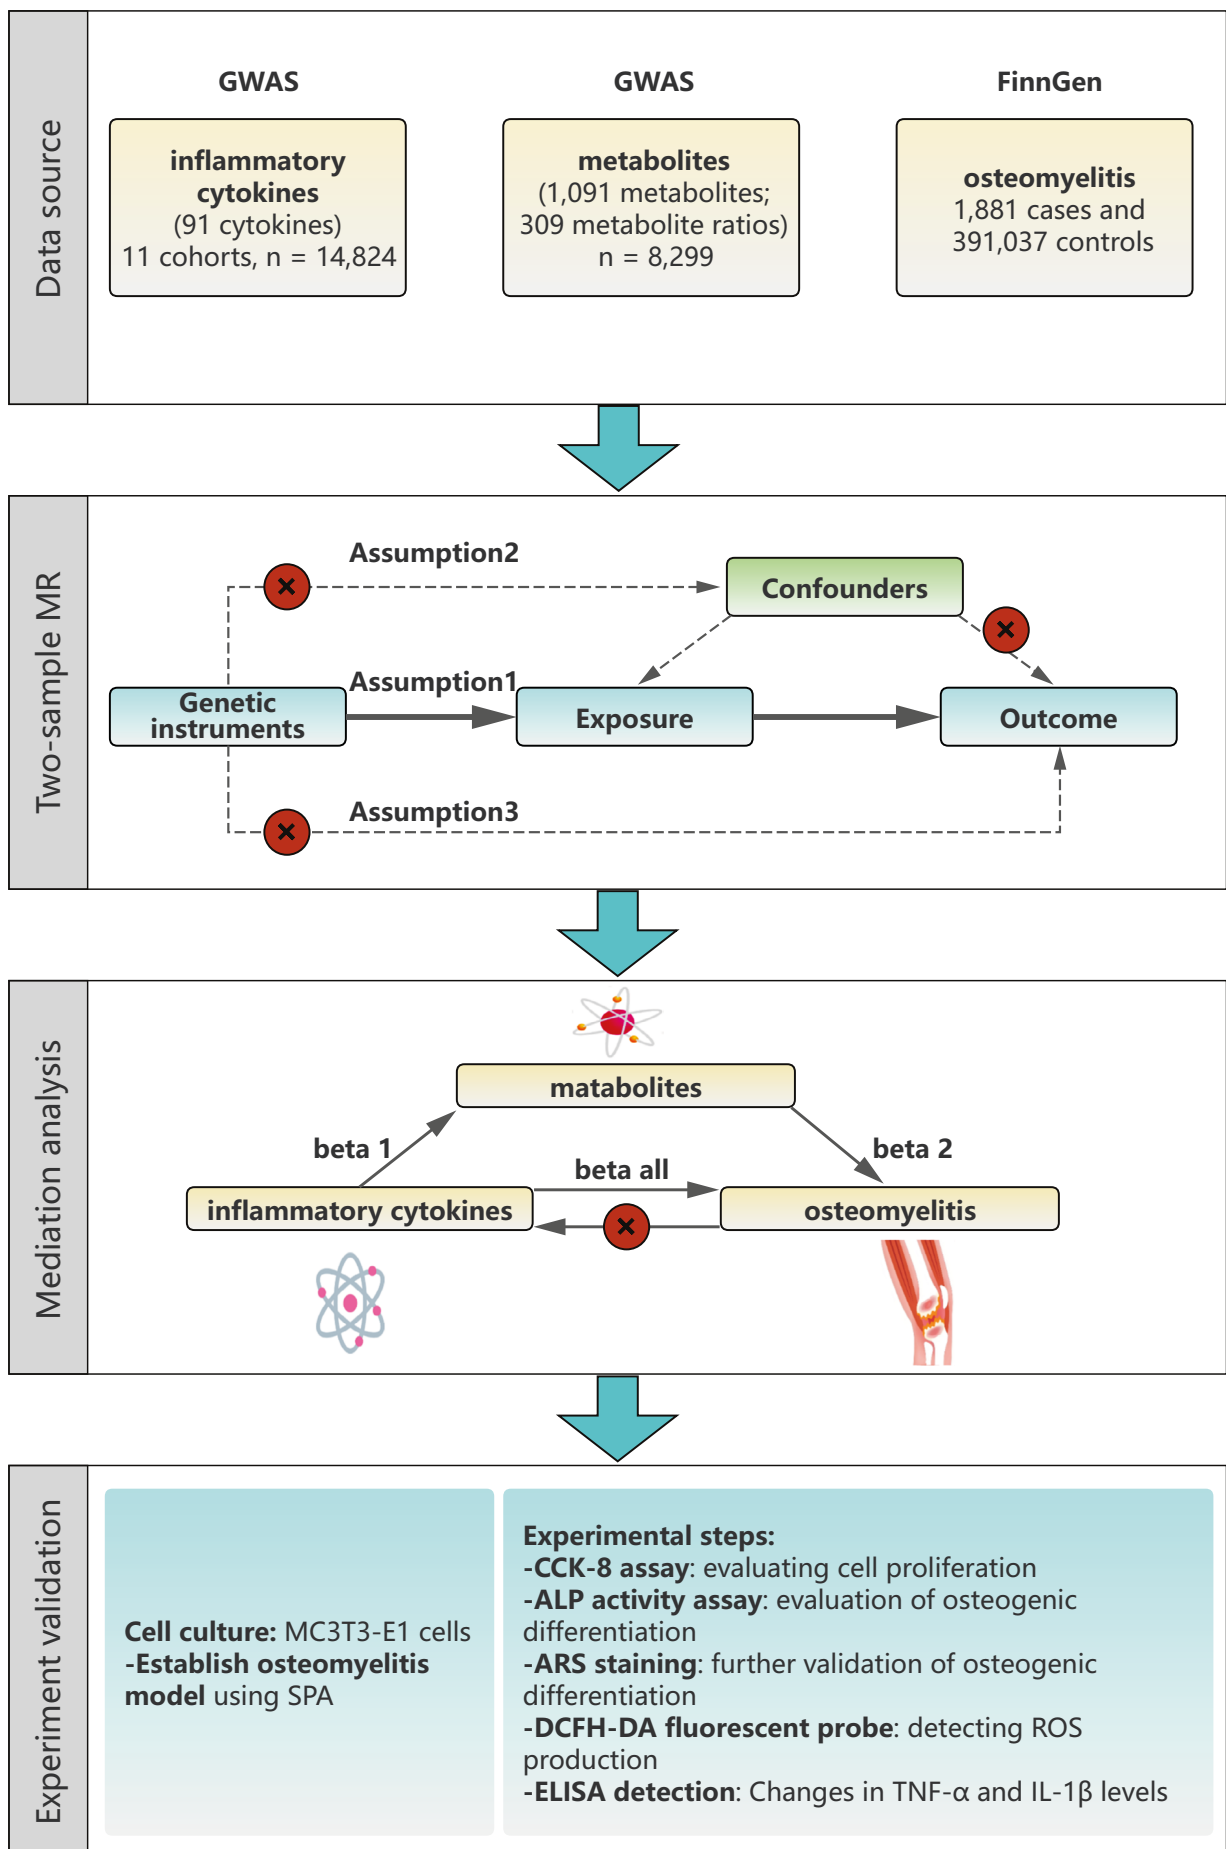 Data source
GWAS
inflammatory
cytokines
(91 cytokines)
11 cohorts, n = 14,824
GWAS
metabolites
(1,091 metabolites;
309 metabolite ratios)
n = 8,299
FinnGen
osteomyelitis
1,881 cases and
391,037 controls
Two-sample MR
Assumption2
Confounders
Assumption1
Genetic
instruments
Exposure
Outcome
Assumption3
Mediation analysis
matabolites
beta 1
beta 2
beta all
inflammatory cytokines
osteomyelitis
Experiment validation
Cell culture: MC3T3-E1 cells
-Establish osteomyelitis
model using SPA
Experimental steps:
-CCK-8 assay: evaluating cell proliferation
-ALP activity assay: evaluation of osteogenic
differentiation
-ARS staining: further validation of osteogenic
differentiation
-DCFH-DA fluorescent probe: detecting ROS
production
-ELISA detection: Changes in TNF-α and IL-1β levels